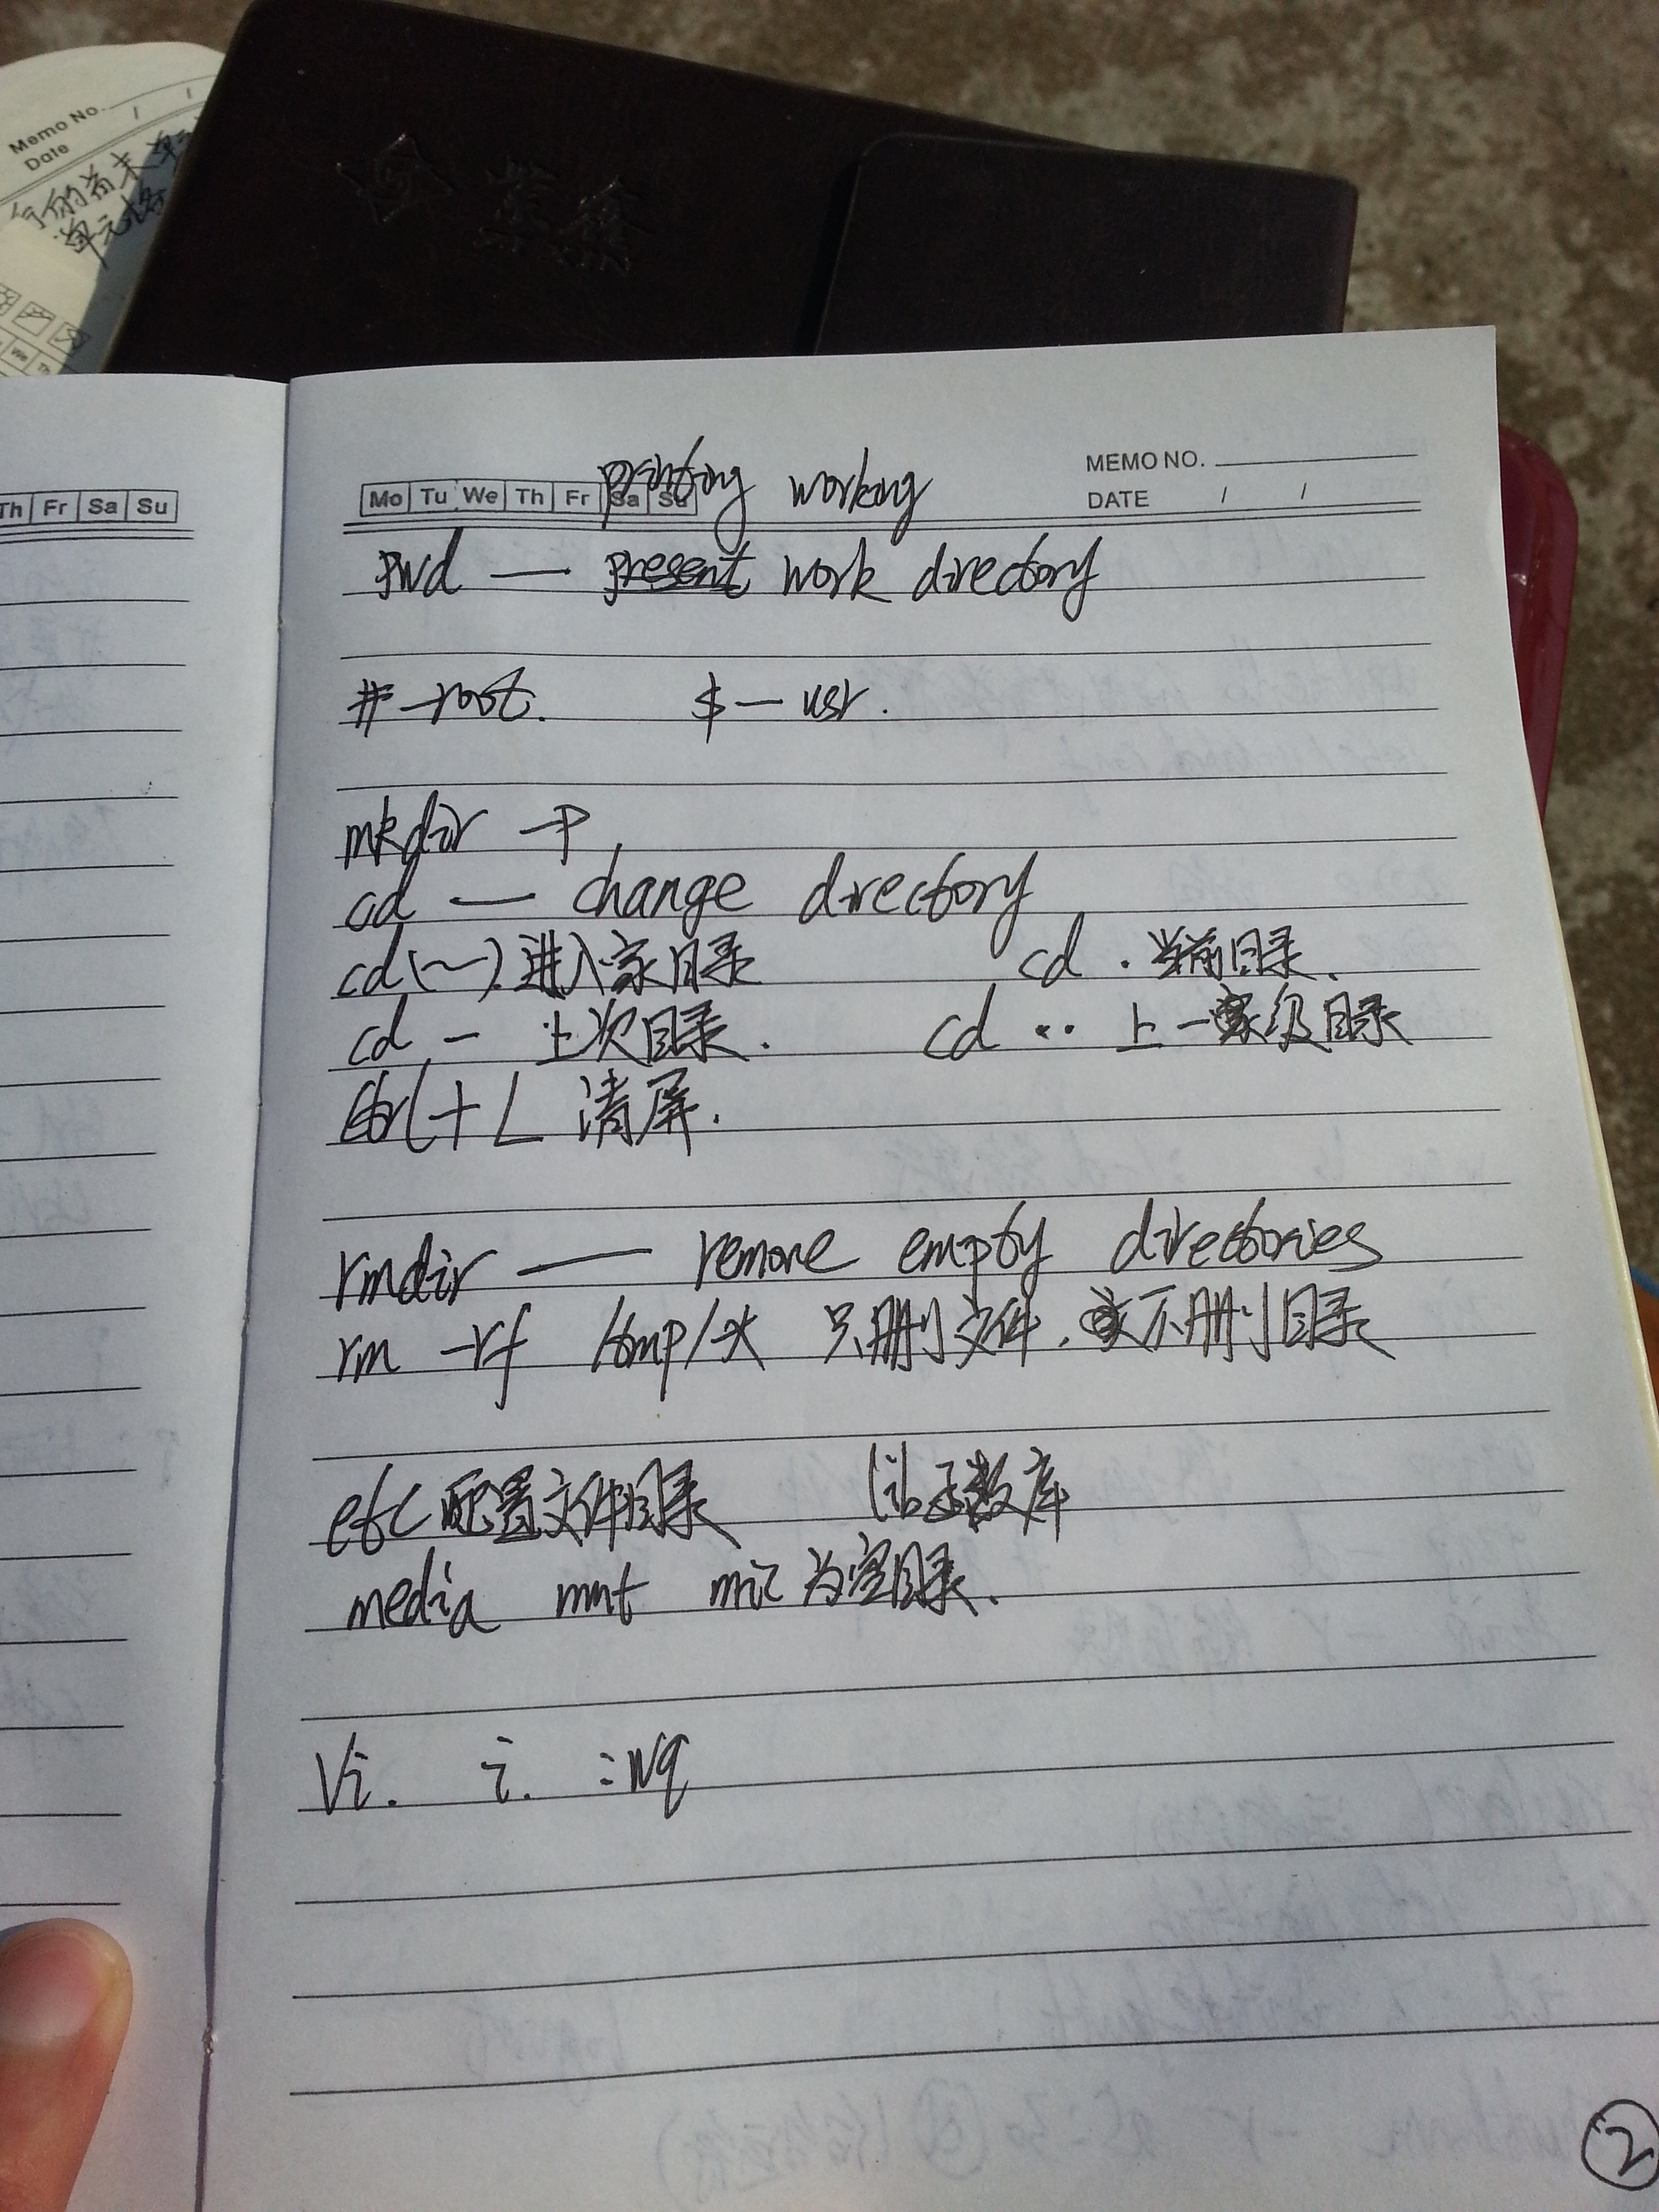 Memo No.
Date
单元格
Th Fr Sa Su
Mo Tu We Th Fr Sa Su
MEMO NO.
DATE / /
printing working
pwd — present work directory
# — root. $ — usr.
mkdir -P
cd — change directory
cd (~). 进入家目录 cd . 当前目录.
cd - 上次目录. cd .. 上一级目录
Ctrl + L 清屏.
rmdir — remove empty directories
rm -rf /tmp/* 只删文件. 不删目录
etc 配置文件目录 lib 函数库
media mnt mic 为空目录.
Vi. i. :wq
2